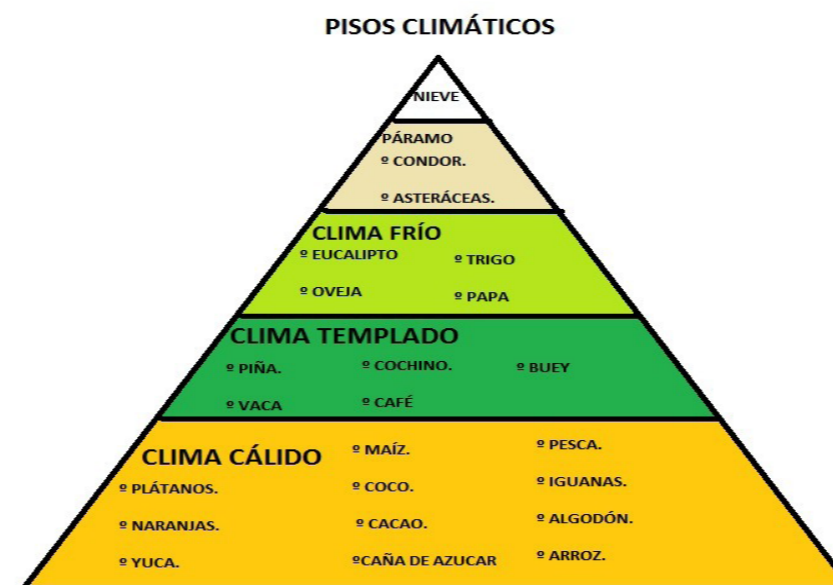 PISOS CLIMÁTICOS
NIEVE
PÁRAMO
º CONDOR.
º ASTERÁCEAS.
CLIMA FRÍO
º EUCALIPTO
º TRIGO
º OVEJA
º PAPA
CLIMA TEMPLADO
º PIÑA.
º COCHINO.
º BUEY
º VACA
º CAFÉ
CLIMA CÁLIDO
º PLÁTANOS.
º NARANJAS.
º YUCA.
º MAÍZ.
º COCO.
º CACAO.
ºCAÑA DE AZUCAR
º PESCA.
º IGUANAS.
º ALGODÓN.
º ARROZ.